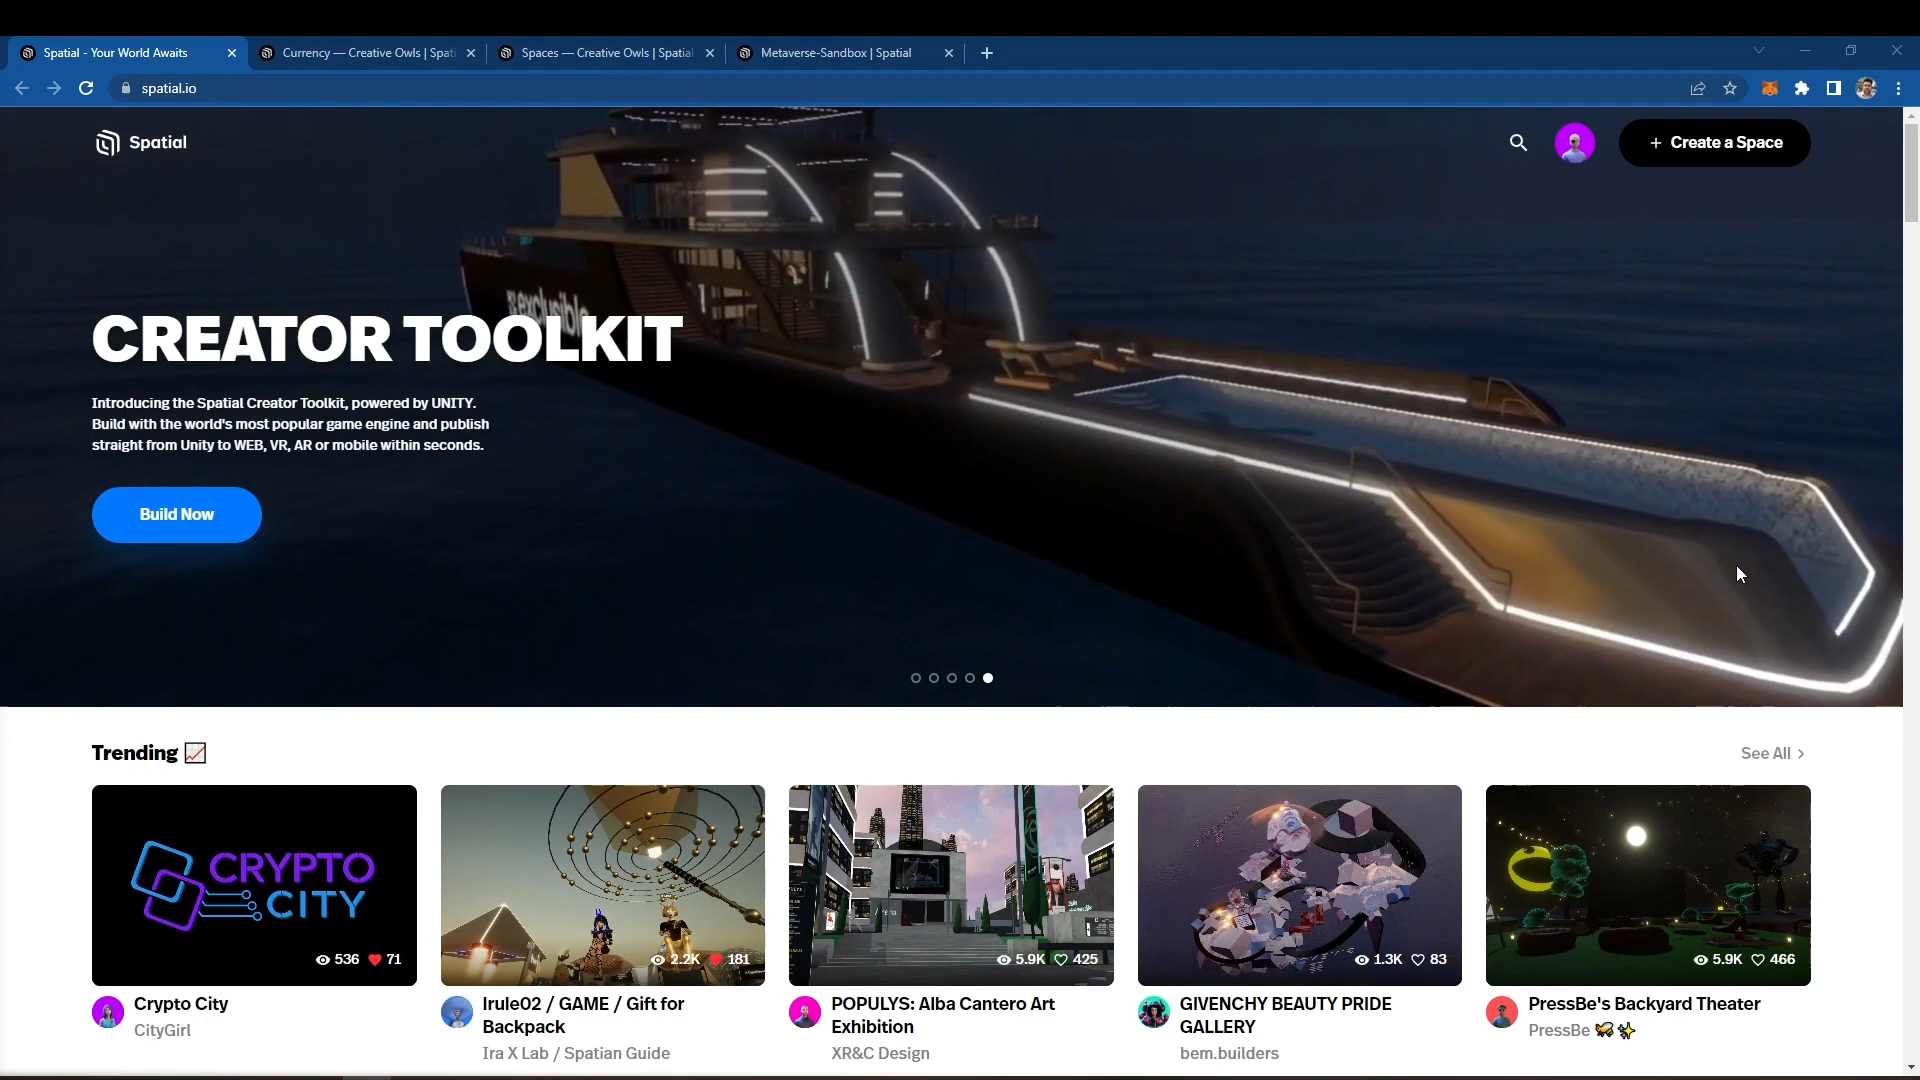 Spatial - Your World Awaits
Currency — Creative Owls | Spati
Spaces — Creative Owls | Spatial
Metaverse-Sandbox | Spatial
spatial.io
Spatial
Create a Space
exclusible
CREATOR TOOLKIT
Introducing the Spatial Creator Toolkit, powered by UNITY.
Build with the world's most popular game engine and publish
straight from Unity to WEB, VR, AR or mobile within seconds.
Build Now
Trending
See All >
CRYPTO
CITY
536 71
2.2K 181
5.9K 425
1.3K 83
5.9K 466
Crypto City
CityGirl
Irule02 / GAME / Gift for
Backpack
Ira X Lab / Spatian Guide
POPULYS: Alba Cantero Art
Exhibition
XR&C Design
GIVENCHY BEAUTY PRIDE
GALLERY
bem.builders
PressBe's Backyard Theater
PressBe